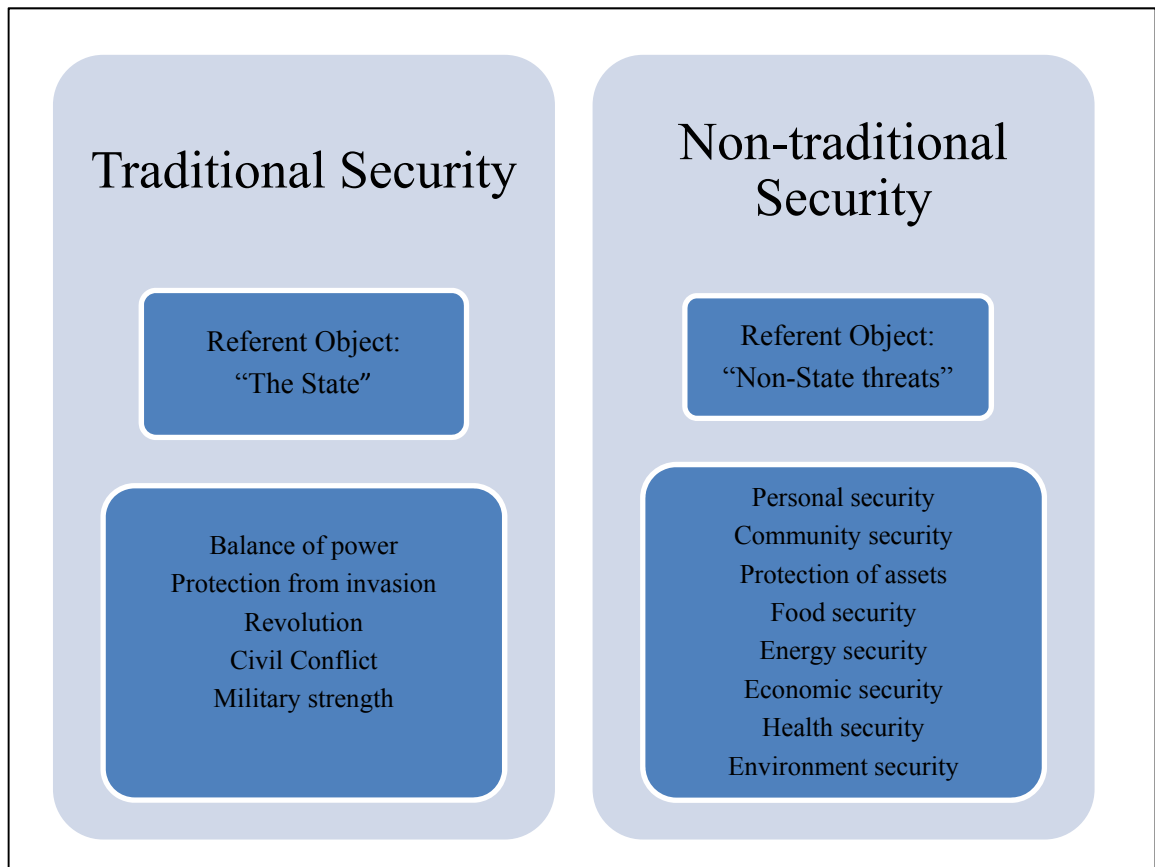 Traditional Security
Referent Object:
“The State”
Balance of power
Protection from invasion
Revolution
Civil Conflict
Military strength
Non-traditional
Security
Referent Object:
“Non-State threats”
Personal security
Community security
Protection of assets
Food security
Energy security
Economic security
Health security
Environment security